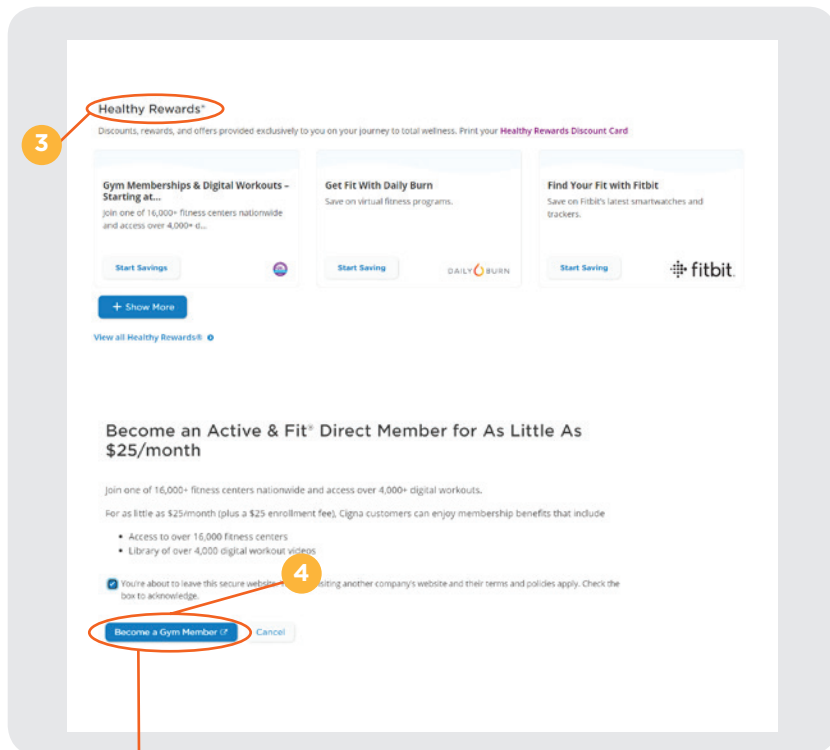 Healthy Rewards®
3
Discounts, rewards, and offers provided exclusively to you on your journey to total wellness. Print your Healthy Rewards Discount Card
Gym Memberships & Digital Workouts –
Starting at...
Join one of 16,000+ fitness centers nationwide
and access over 4,000+ d...
Start Savings
Get Fit With Daily Burn
Save on virtual fitness programs.
Start Saving
DAILY BURN
Find Your Fit with Fitbit
Save on Fitbit's latest smartwatches and
trackers.
Start Saving
fitbit.
+ Show More
View all Healthy Rewards®
Become an Active & Fit® Direct Member for As Little As
$25/month
Join one of 16,000+ fitness centers nationwide and access over 4,000+ digital workouts.
For as little as $25/month (plus a $25 enrollment fee), Cigna customers can enjoy membership benefits that include
• Access to over 16,000 fitness centers
• Library of over 4,000 digital workout videos
4
You're about to leave this secure website visiting another company's website and their terms and policies apply. Check the
box to acknowledge.
Become a Gym Member
Cancel